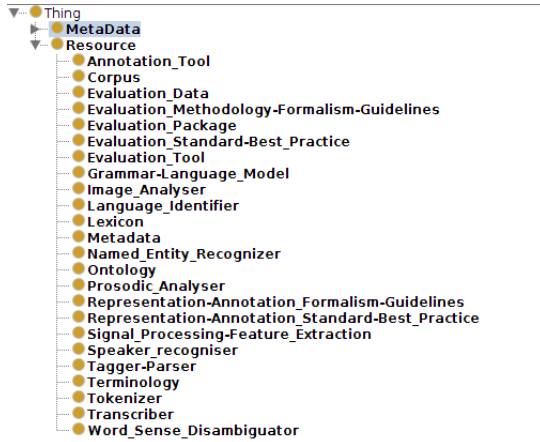 Thing
MetaData
Resource
Annotation_Tool
Corpus
Evaluation_Data
Evaluation_Methodology-Formalism-Guidelines
Evaluation_Package
Evaluation_Standard-Best_Practice
Evaluation_Tool
Grammar-Language_Model
Image_Analyser
Language_Identifier
Lexicon
Metadata
Named_Entity_Recognizer
Ontology
Prosodic_Analyser
Representation-Annotation_Formalism-Guidelines
Representation-Annotation_Standard-Best_Practice
Signal_Processing-Feature_Extraction
Speaker_recogniser
Tagger-Parser
Terminology
Tokenizer
Transcriber
Word_Sense_Disambiguator